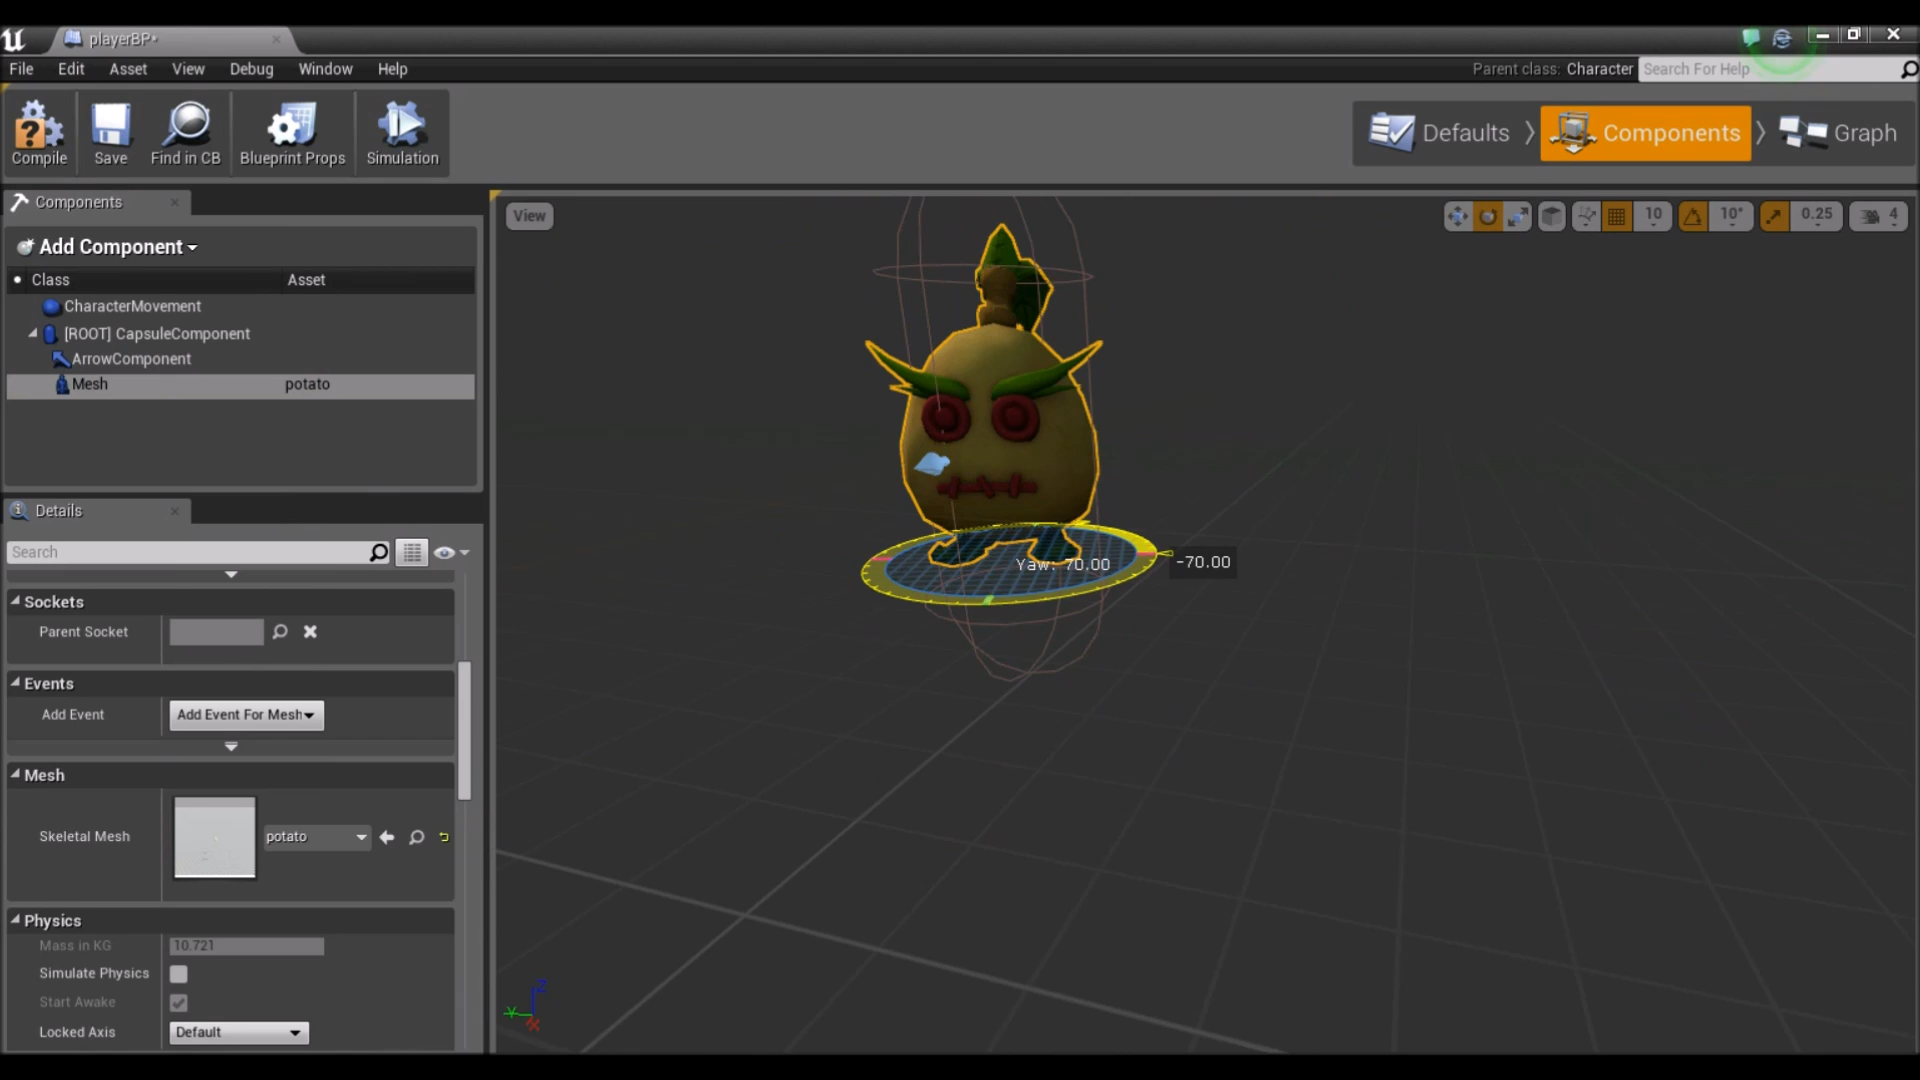 playerBP*
File Edit Asset View Debug Window Help
Parent class: Character Search For Help
Compile Save Find in CB Blueprint Props Simulation
Defaults Components Graph
Components
Add Component
Class Asset
CharacterMovement
[ROOT] CapsuleComponent
ArrowComponent
Mesh potato
Details
Search
Sockets
Parent Socket
Events
Add Event Add Event For Mesh
Mesh
Skeletal Mesh potato
Physics
Mass in KG 10.721
Simulate Physics
Start Awake
Locked Axis Default
View
10 10° 0.25 4
Yaw: 70.00
-70.00
Z
Y
X